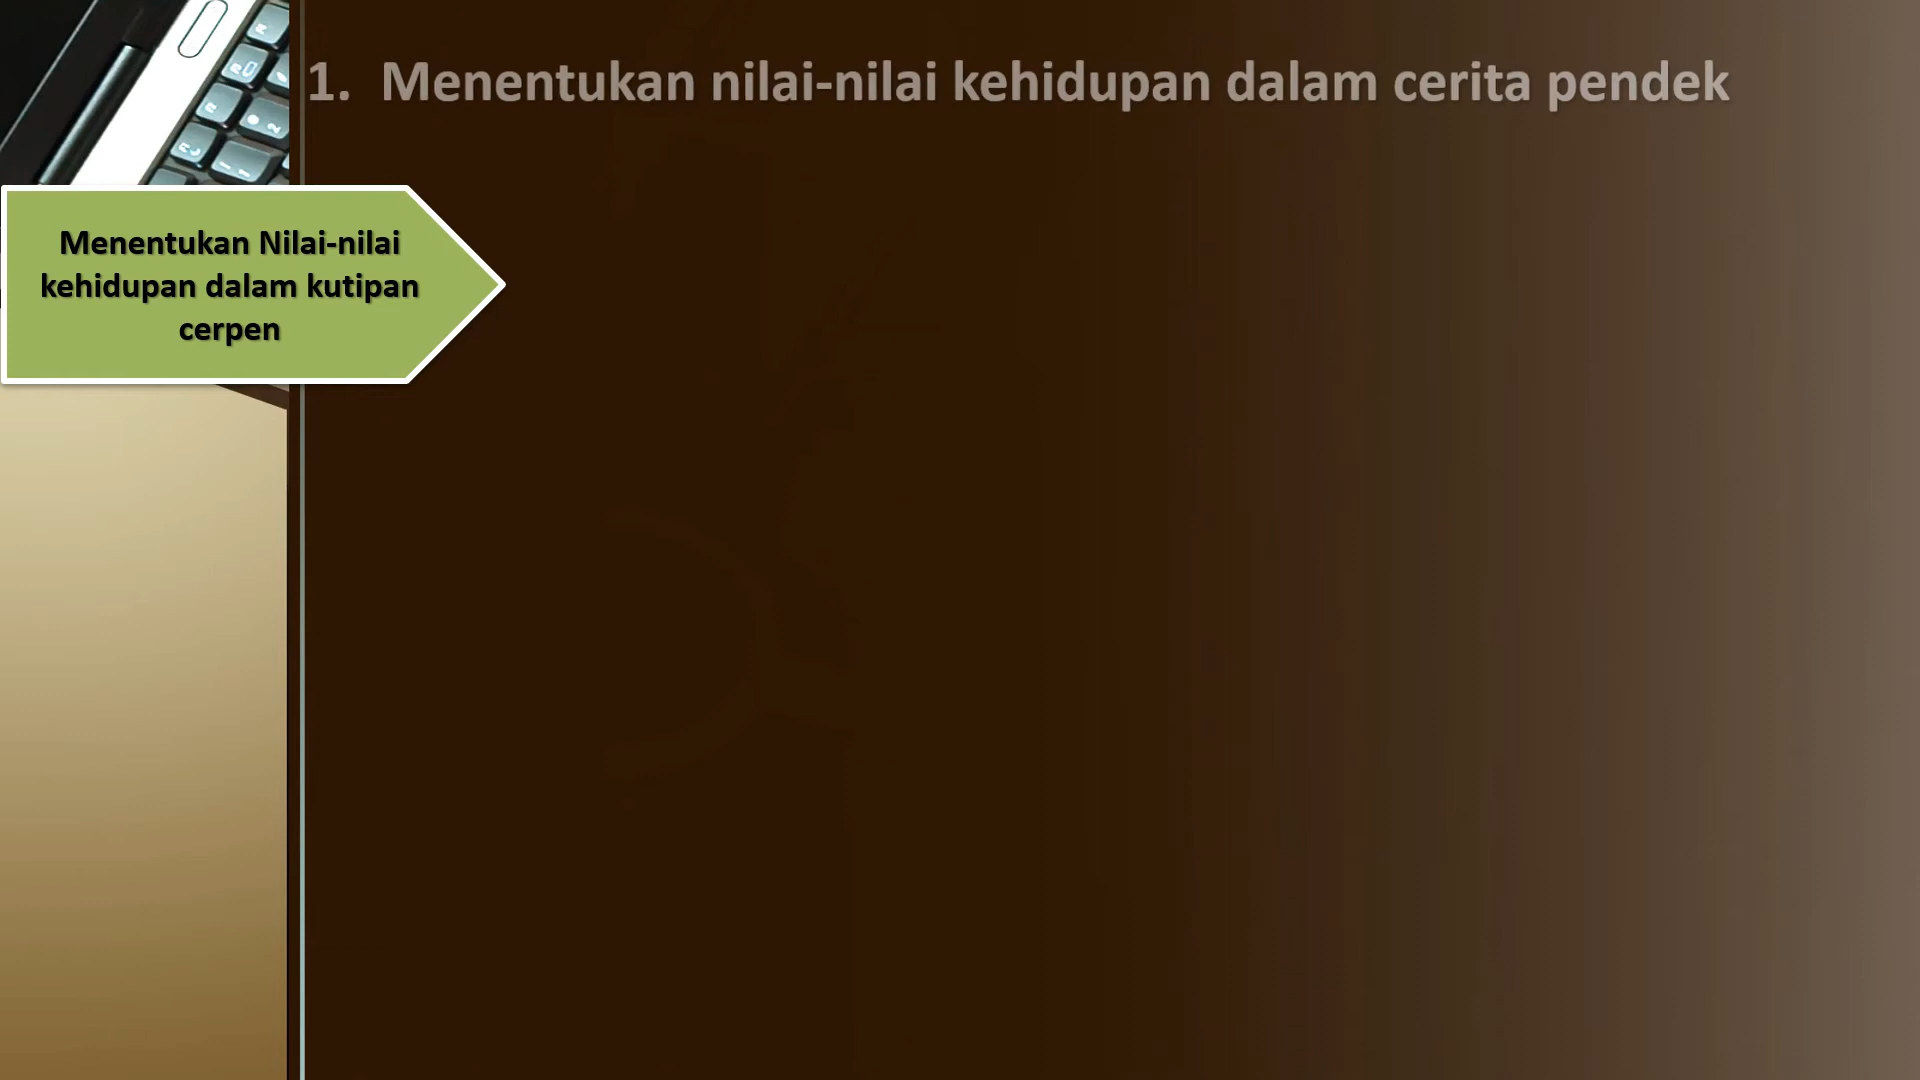 1. Menentukan nilai-nilai kehidupan dalam cerita pendek
Menentukan Nilai-nilai
kehidupan dalam kutipan
cerpen